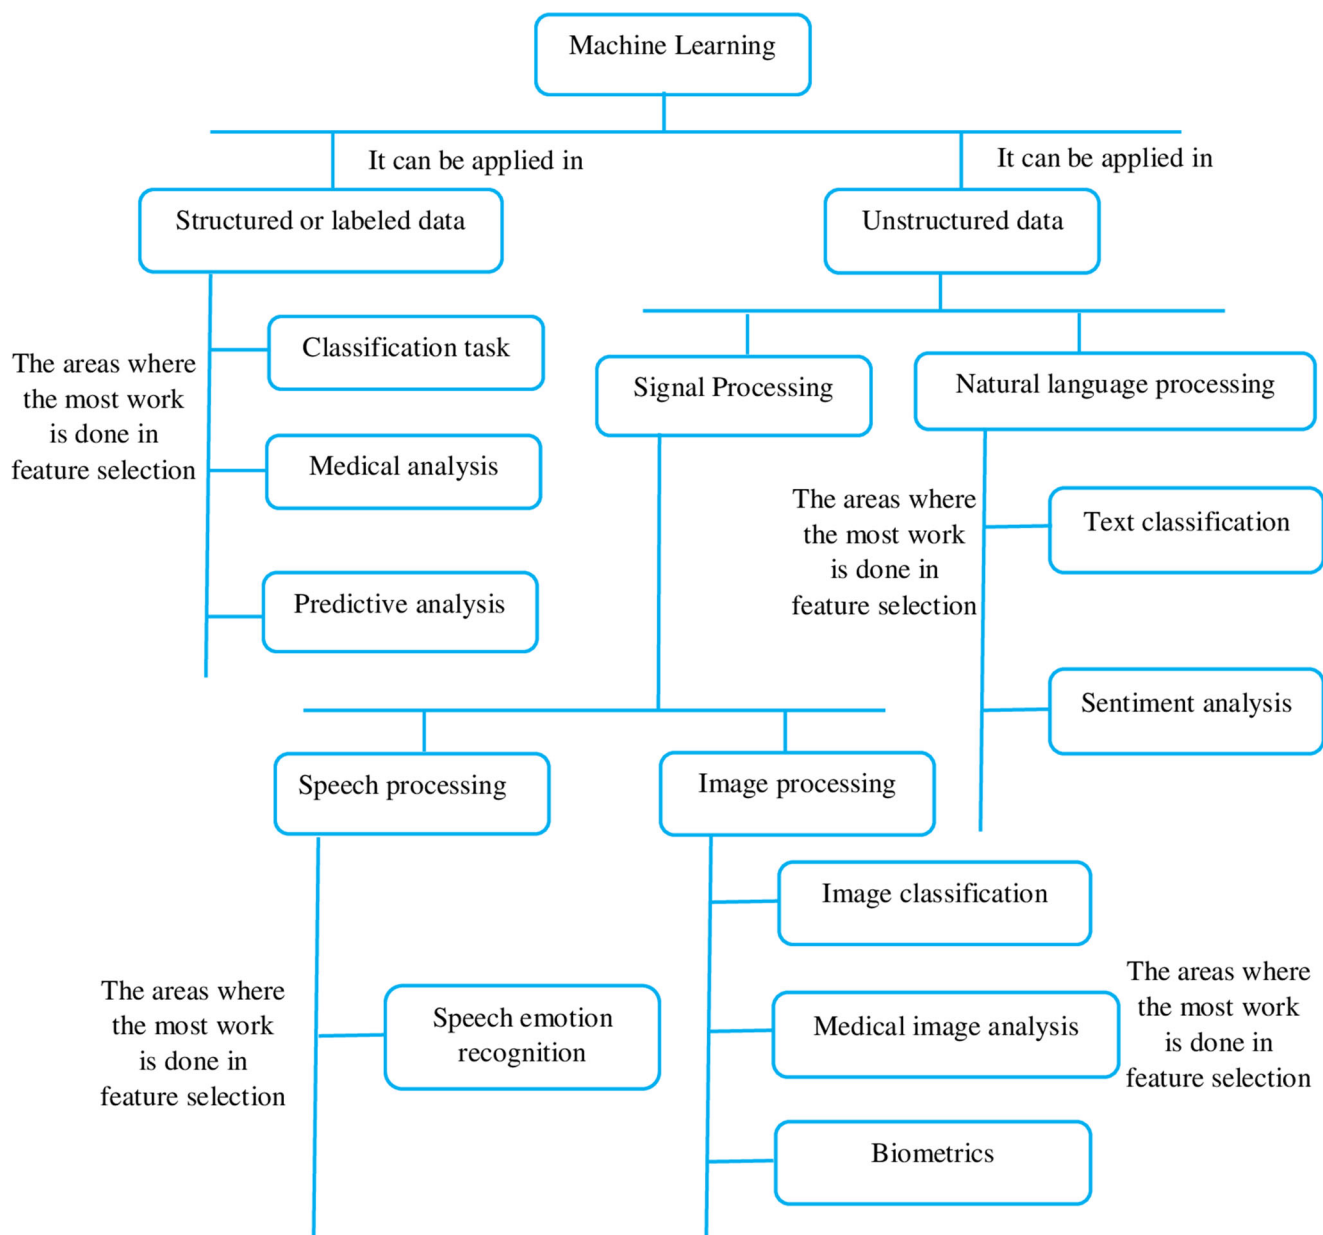 Machine Learning
It can be applied in
It can be applied in
Structured or labeled data
Unstructured data
Classification task
The areas where
the most work
is done in
feature selection
Medical analysis
Predictive analysis
Signal Processing
Natural language processing
The areas where
the most work
is done in
feature selection
Text classification
Sentiment analysis
Speech processing
Image processing
The areas where
the most work
is done in
feature selection
Speech emotion
recognition
Image classification
Medical image analysis
Biometrics
The areas where
the most work
is done in
feature selection